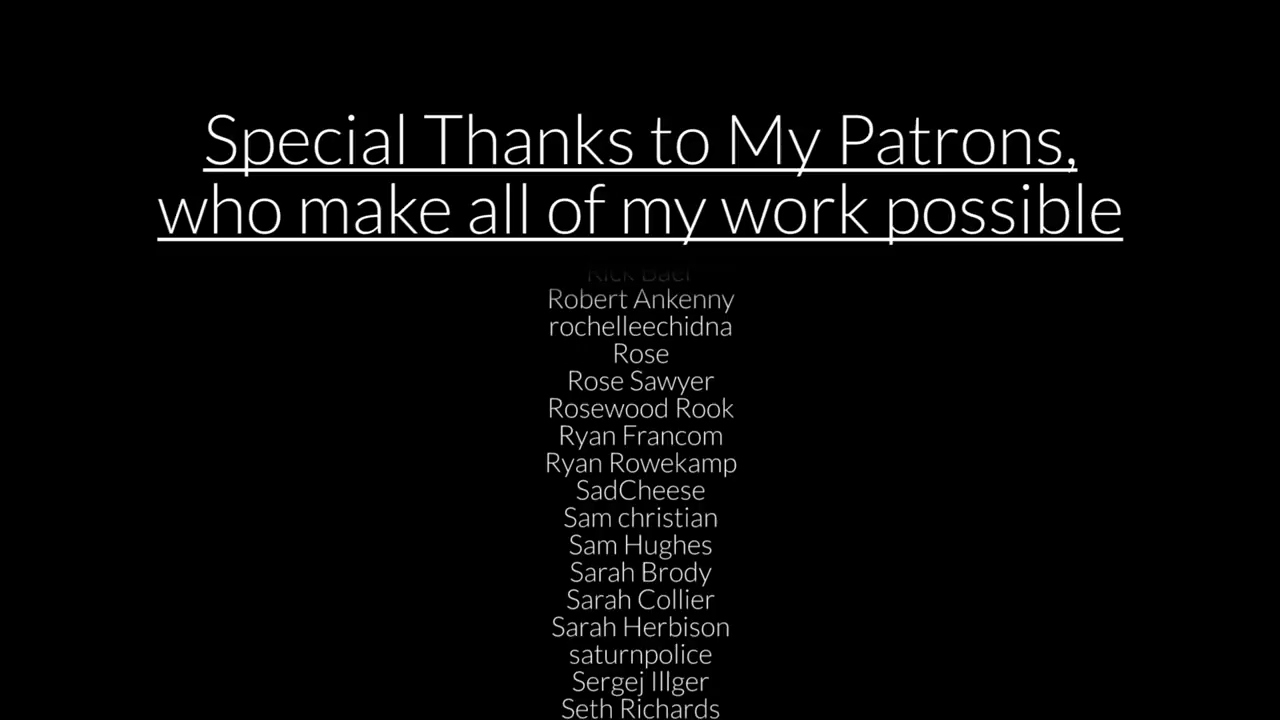 Special Thanks to My Patrons,
who make all of my work possible
Rick Bael
Robert Ankenny
rochelleechidna
Rose
Rose Sawyer
Rosewood Rook
Ryan Francom
Ryan Rowekamp
SadCheese
Sam christian
Sam Hughes
Sarah Brody
Sarah Collier
Sarah Herbison
saturnpolice
Sergej Illger
Seth Richards